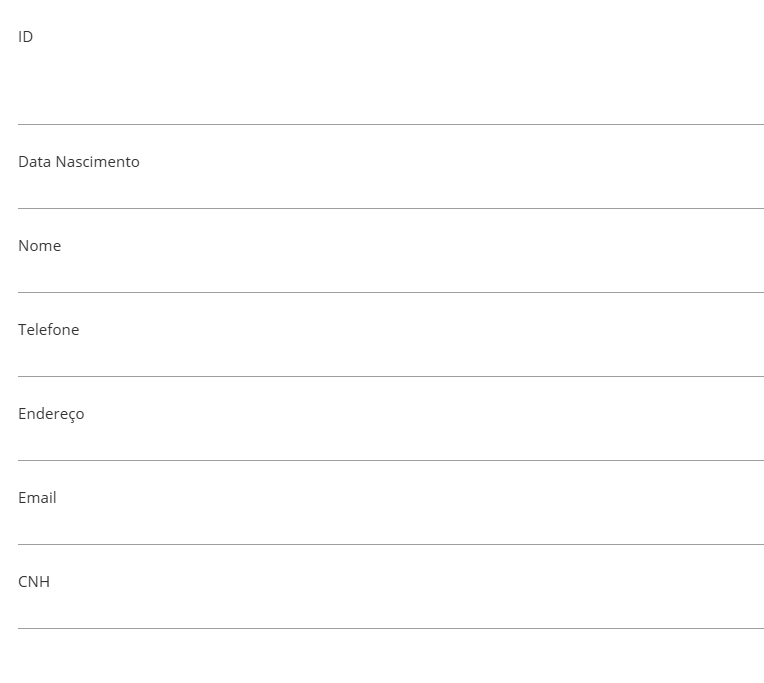 ID
Data Nascimento
Nome
Telefone
Endereço
Email
CNH